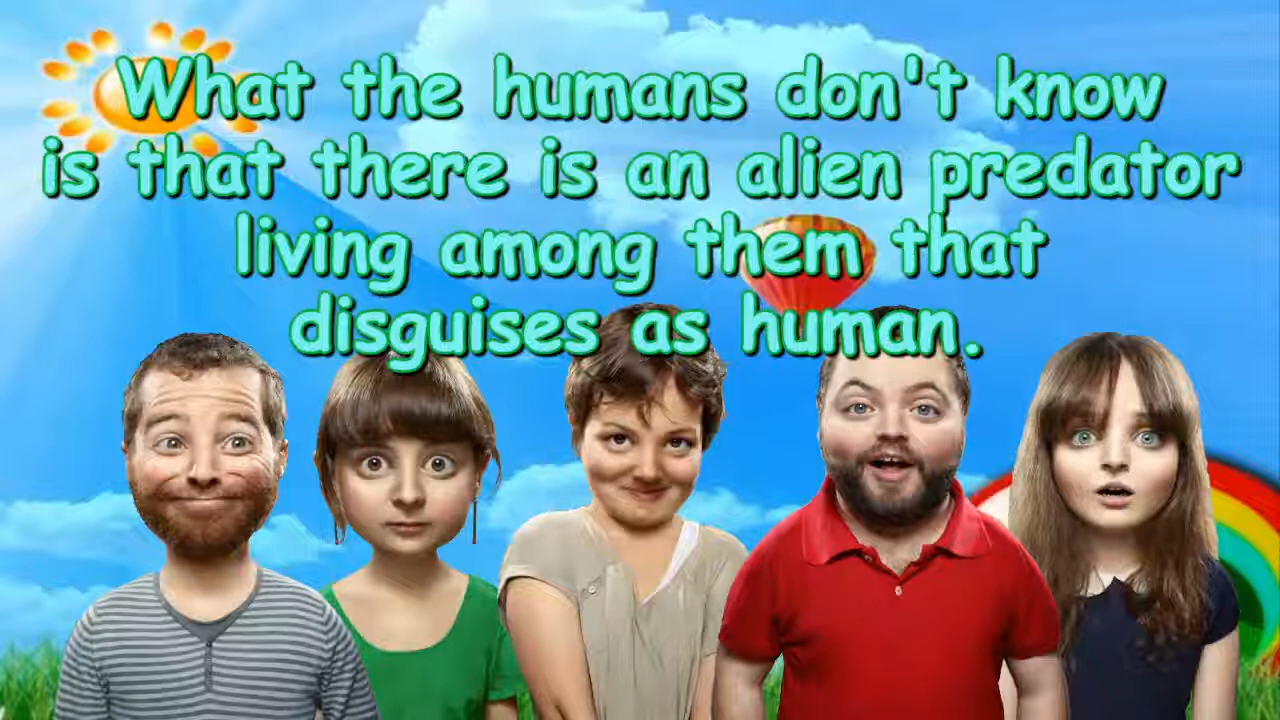 What the humans don't know
is that there is an alien predator
living among them that
disguises as human.